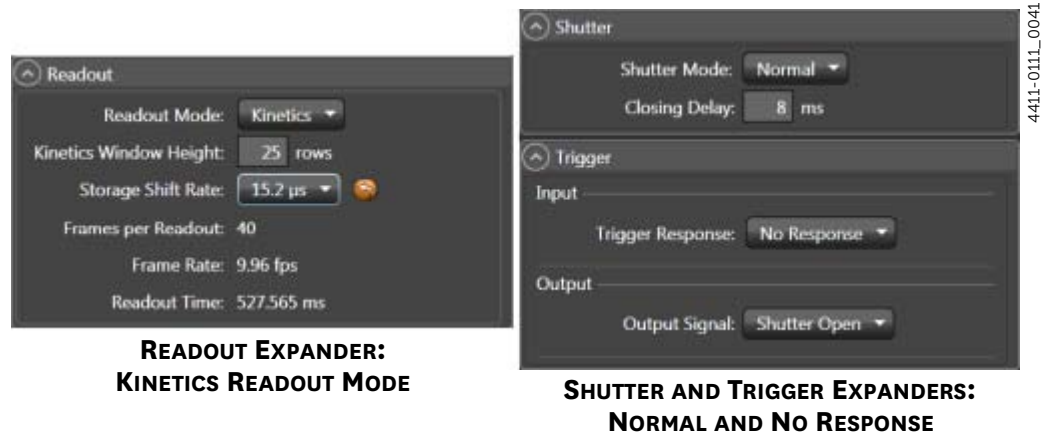 Readout
Readout Mode: Kinetics
Kinetics Window Height: 25 rows
Storage Shift Rate: 15.2 µs
Frames per Readout: 40
Frame Rate: 9.96 fps
Readout Time: 527.565 ms
READOUT EXPANDER:
KINETICS READOUT MODE
Shutter
Shutter Mode: Normal
Closing Delay: 8 ms
Trigger
Input
Trigger Response: No Response
Output
Output Signal: Shutter Open
SHUTTER AND TRIGGER EXPANDERS:
NORMAL AND NO RESPONSE
4411-0111_0041